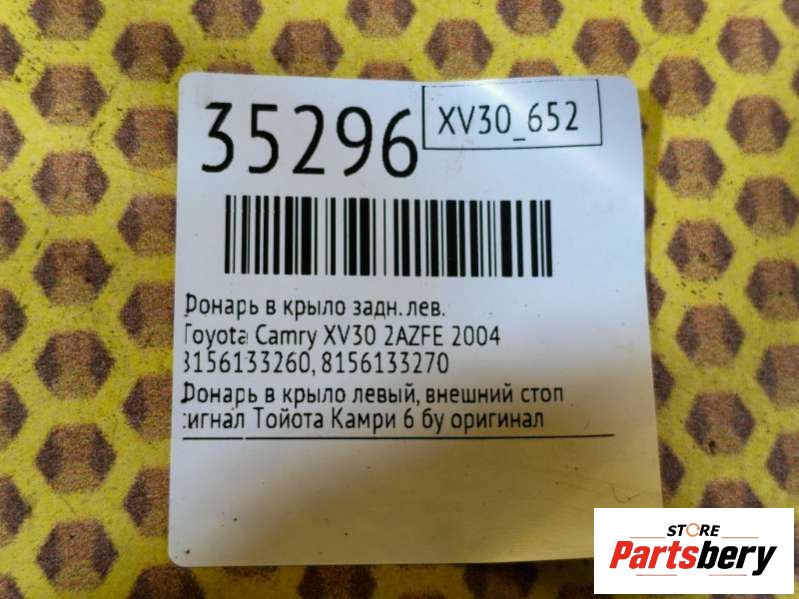 35296
XV30_652
Фонарь в крыло задн. лев.
Toyota Camry XV30 2AZFE 2004
8156133260, 8156133270
Фонарь в крыло левый, внешний стоп
сигнал Тойота Камри 6 бу оригинал
STORE
Partsbery